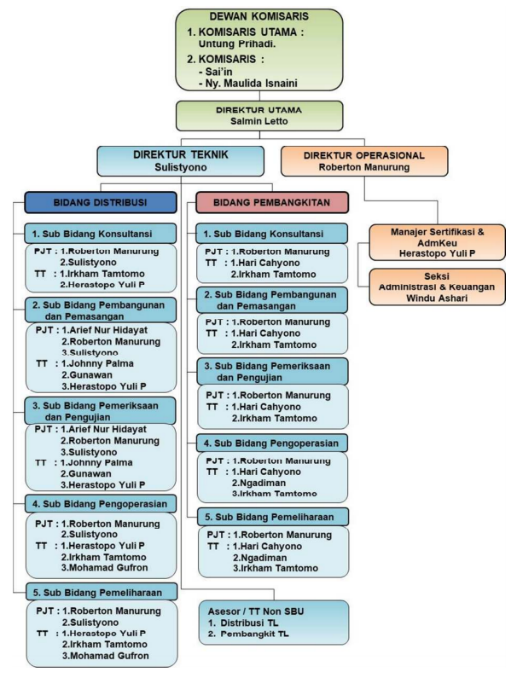 DEWAN KOMISARIS
1. KOMISARIS UTAMA :
Untung Prihadi.
2. KOMISARIS :
- Sai'in
- Ny. Maulida Isnaini
DIREKTUR UTAMA
Salmin Letto
DIREKTUR TEKNIK
Sulistyono
DIREKTUR OPERASIONAL
Roberton Manurung
BIDANG DISTRIBUSI
1. Sub Bidang Konsultansi
PJT : 1.Roberton Manurung
2.Sulistyono
TT : 1.Irkham Tamtomo
2.Herastopo Yuli P
2. Sub Bidang Pembangunan
dan Pemasangan
PJT : 1.Arief Nur Hidayat
2.Roberton Manurung
3.Sulistyono
TT : 1.Johnny Palma
2.Gunawan
3.Herastopo Yuli P
3. Sub Bidang Pemeriksaan
dan Pengujian
PJT : 1.Arief Nur Hidayat
2.Roberton Manurung
3.Sulistyono
TT : 1.Johnny Palma
2.Gunawan
3.Herastopo Yuli P
4. Sub Bidang Pengoperasian
PJT : 1.Roberton Manurung
2.Sulistyono
TT : 1.Herastopo Yuli P
2.Irkham Tamtomo
3.Mohamad Gufron
5. Sub Bidang Pemeliharaan
PJT : 1.Roberton Manurung
2.Sulistyono
TT : 1.Herastopo Yuli P
2.Irkham Tamtomo
3.Mohamad Gufron
BIDANG PEMBANGKITAN
1. Sub Bidang Konsultansi
PJT : 1.Roberton Manurung
TT : 1.Hari Cahyono
2.Irkham Tamtomo
2. Sub Bidang Pembangunan
dan Pemasangan
PJT : 1.Roberton Manurung
TT : 1.Hari Cahyono
2.Irkham Tamtomo
3. Sub Bidang Pemeriksaan
dan Pengujian
PJT : 1.Roberton Manurung
TT : 1.Hari Cahyono
2.Irkham Tamtomo
4. Sub Bidang Pengoperasian
PJT : 1.Roberton Manurung
TT : 1.Hari Cahyono
2.Ngadiman
3.Irkham Tamtomo
5. Sub Bidang Pemeliharaan
PJT : 1.Roberton Manurung
TT : 1.Hari Cahyono
2.Ngadiman
3.Irkham Tamtomo
Asesor / TT Non SBU
1. Distribusi TL
2. Pembangkit TL
Manajer Sertifikasi &
AdmKeu
Herastopo Yuli P
Seksi
Administrasi & Keuangan
Windu Ashari